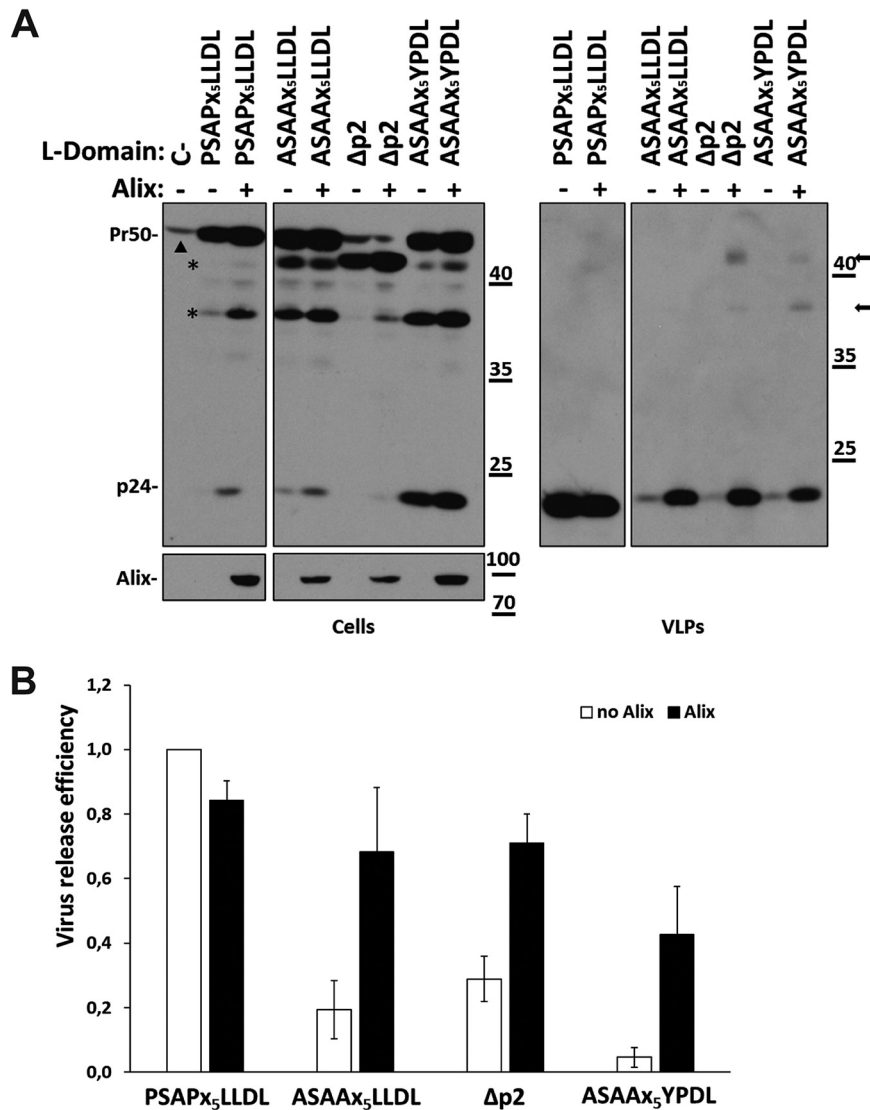 A
L-Domain: C- PSAPx₅LLDL PSAPx₅LLDL ASAAx₅LLDL ASAAx₅LLDL Δp2 Δp2 ASAAx₅YPDL ASAAx₅YPDL PSAPx₅LLDL PSAPx₅LLDL ASAAx₅LLDL ASAAx₅LLDL Δp2 Δp2 ASAAx₅YPDL ASAAx₅YPDL
Alix: - - + - + - + - + - + - + - + - +
Pr50-
*
40 40
*
35 35
25 25
p24-
100
Alix-
70
Cells VLPs
B
Virus release efficiency
1,2
no Alix Alix
1,0
0,8
0,6
0,4
0,2
0,0
PSAPx₅LLDL ASAAx₅LLDL Δp2 ASAAx₅YPDL